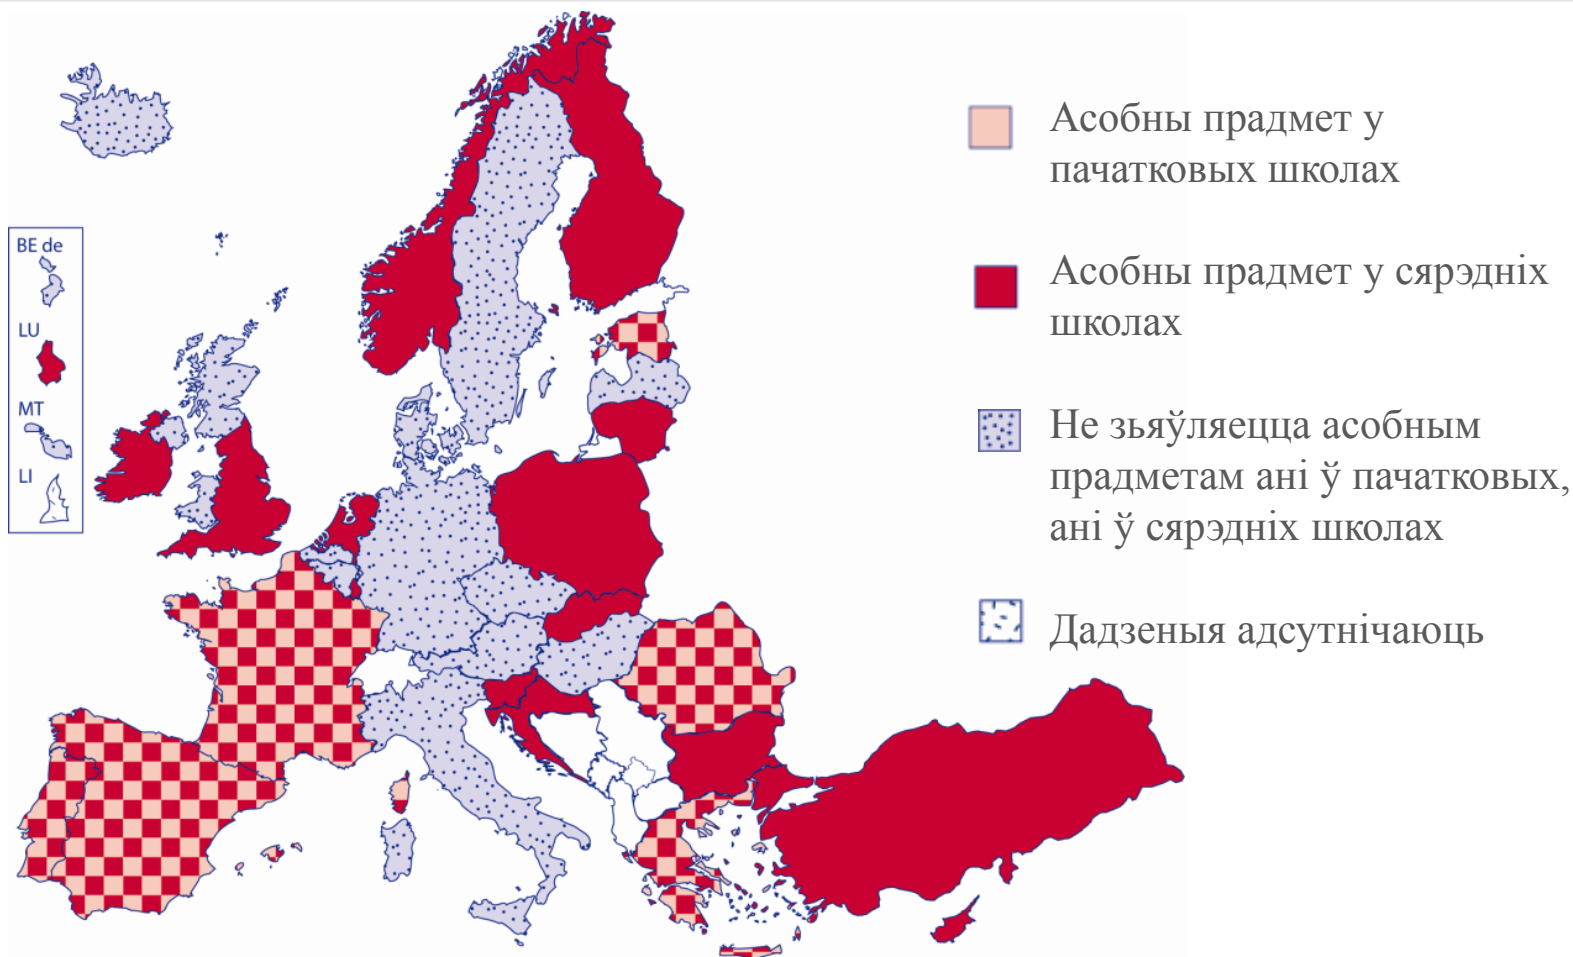 BE de
LU
MT
LI
Асобны прадмет у
пачатковых школах
Асобны прадмет у сярэдніх
школах
Не зьяўляецца асобным
прадметам ані ў пачатковых,
ані ў сярэдніх школах
Дадзеныя адсутнічаюць